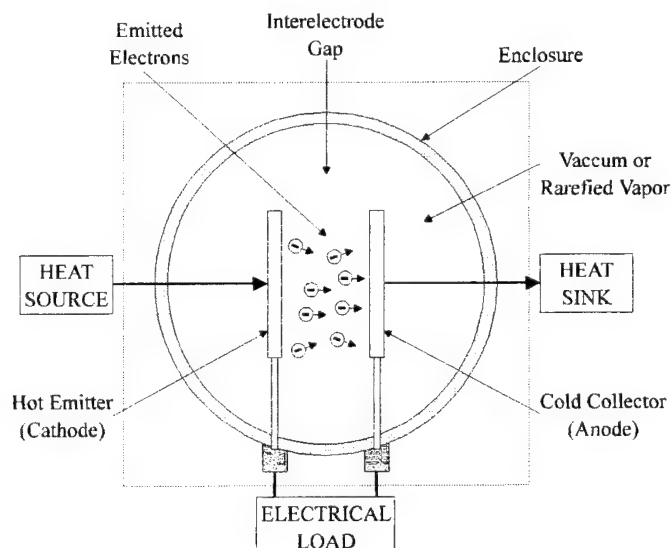 Emitted
Electrons
Interelectrode
Gap
Enclosure
Vaccum or
Rarefied Vapor
HEAT
SOURCE
HEAT
SINK
Hot Emitter
(Cathode)
Cold Collector
(Anode)
ELECTRICAL
LOAD